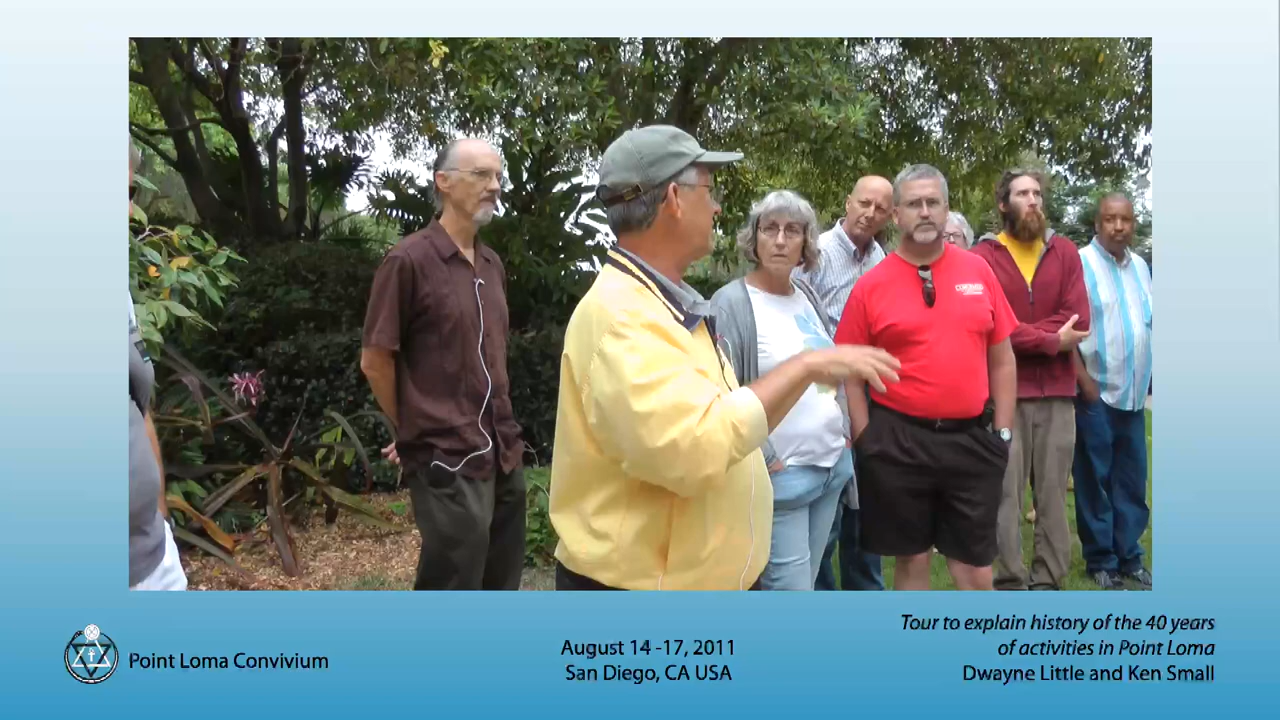 Point Loma Convivium
August 14 -17, 2011
San Diego, CA USA
Tour to explain history of the 40 years
of activities in Point Loma
Dwayne Little and Ken Small